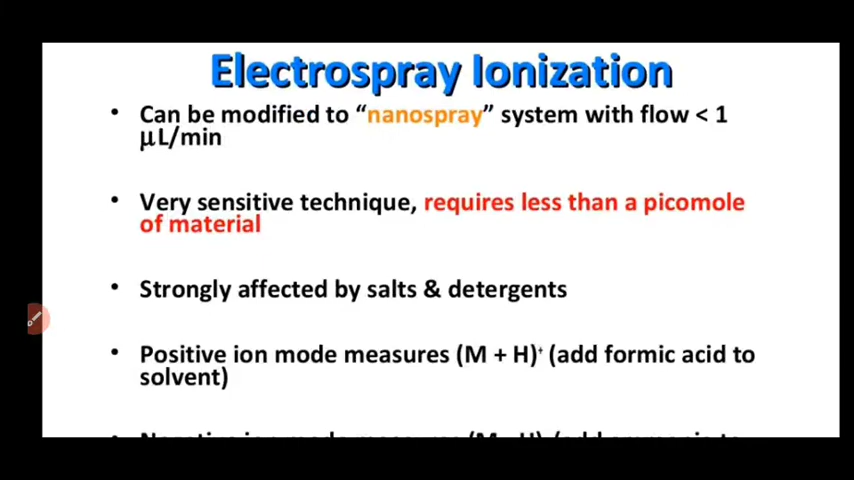 Electrospray Ionization
• Can be modified to “nanospray” system with flow < 1
μL/min
• Very sensitive technique, requires less than a picomole
of material
• Strongly affected by salts & detergents
• Positive ion mode measures (M + H)⁺ (add formic acid to
solvent)